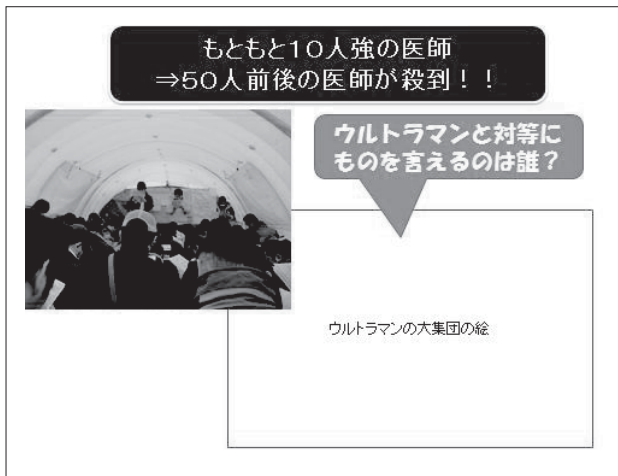 もともと１０人強の医師
⇒５０人前後の医師が殺到！！
ウルトラマンと対等に
ものを言えるのは誰？
ウルトラマンの大集団の絵